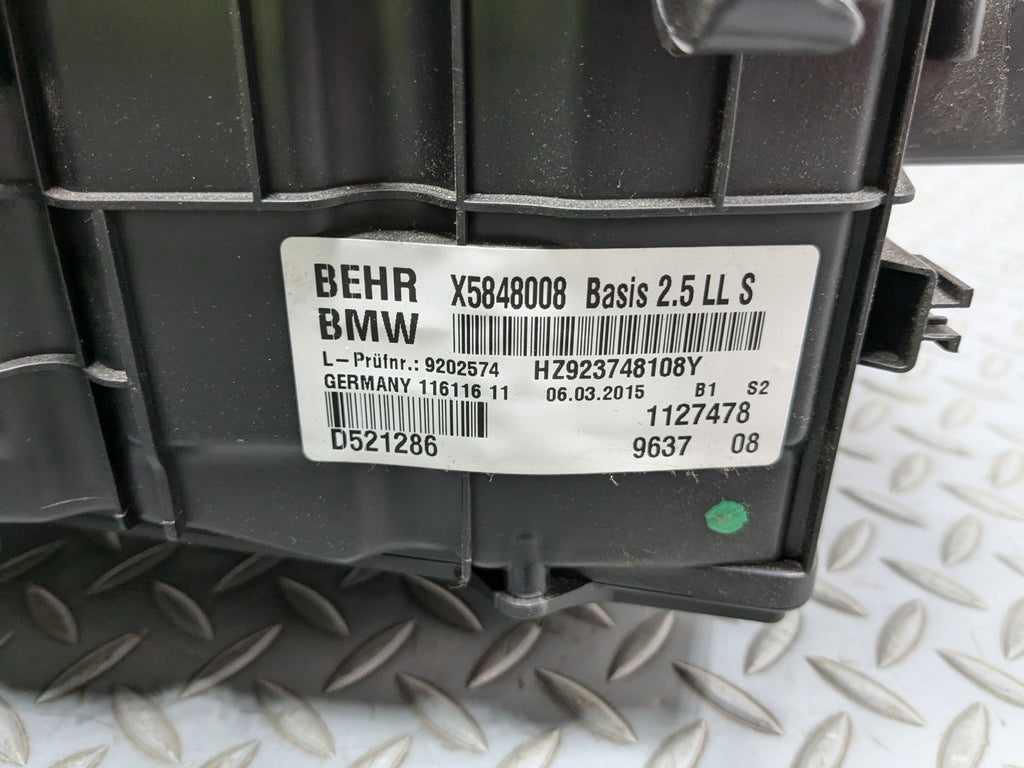 BEHR X5848008 Basis 2.5 LL S
BMW
L-Prüfnr.: 9202574 HZ923748108Y
GERMANY 116116 11 06.03.2015 B1 S2
1127478
D521286 9637 08